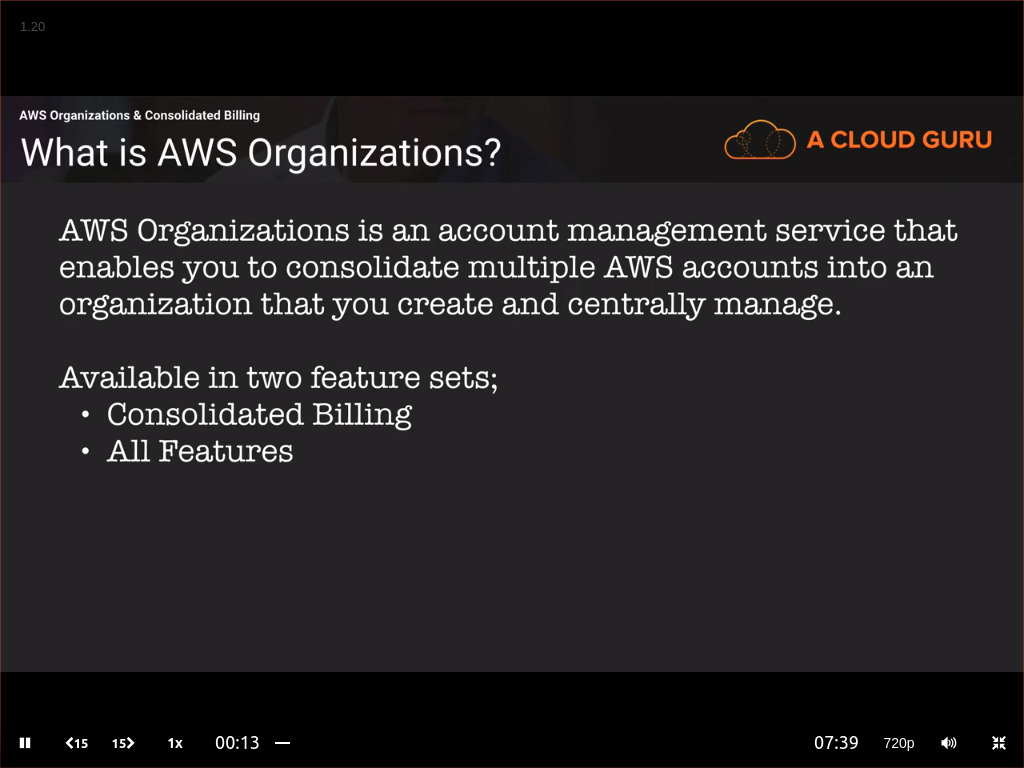 1.20
AWS Organizations & Consolidated Billing
What is AWS Organizations?
A CLOUD GURU
AWS Organizations is an account management service that
enables you to consolidate multiple AWS accounts into an
organization that you create and centrally manage.
Available in two feature sets;
• Consolidated Billing
• All Features
15 15 1x 00:13 07:39 720p